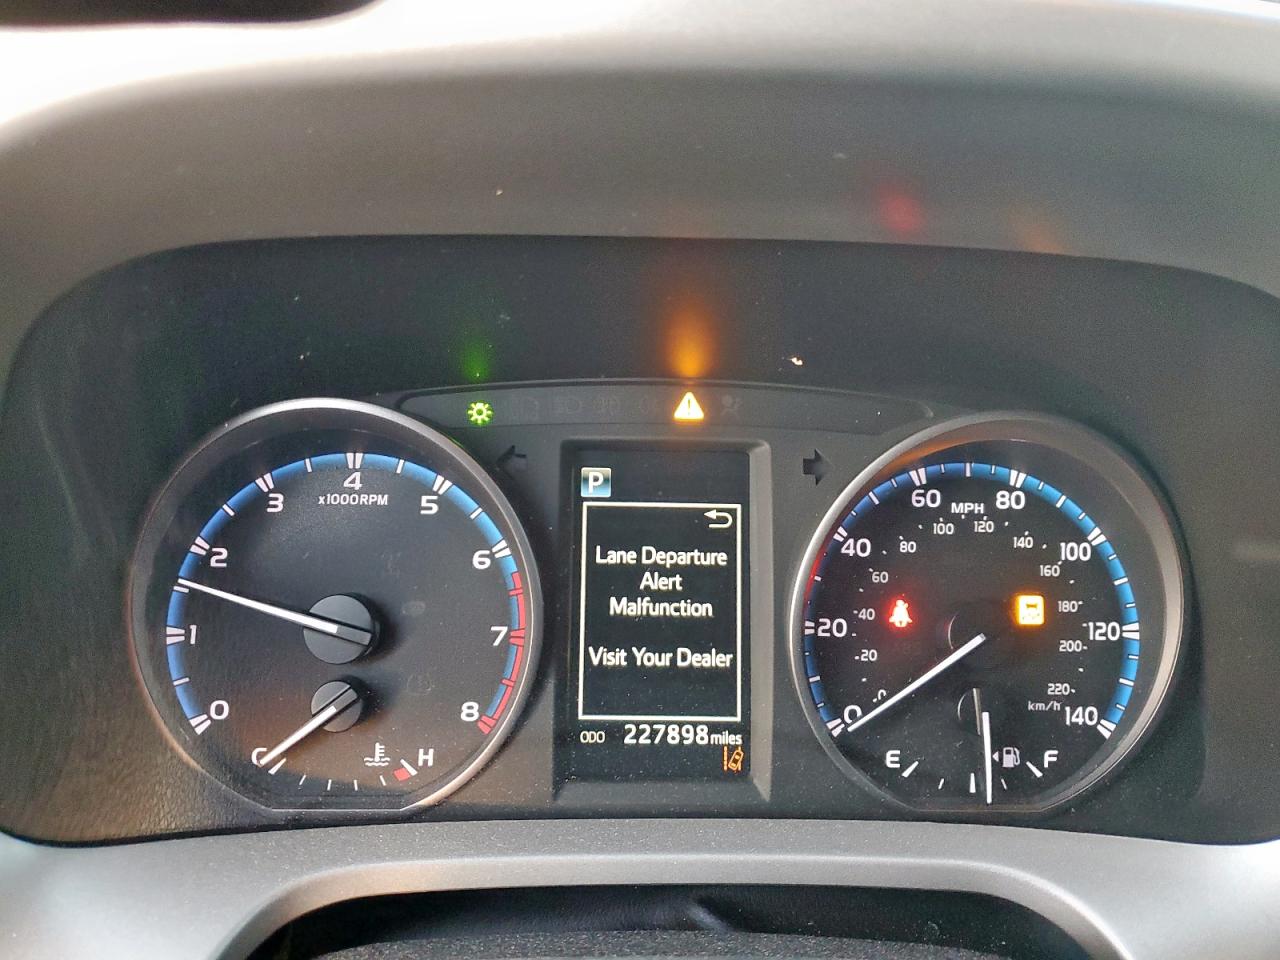 P
Lane Departure
Alert
Malfunction
Visit Your Dealer
ODO 227898 miles
0
1
2
3
4
5
6
7
8
x1000RPM
C
H
0
20
40
60
80
100
120
140
MPH
0
20
40
60
80
100
120
140
160
180
200
220
km/h
E
F